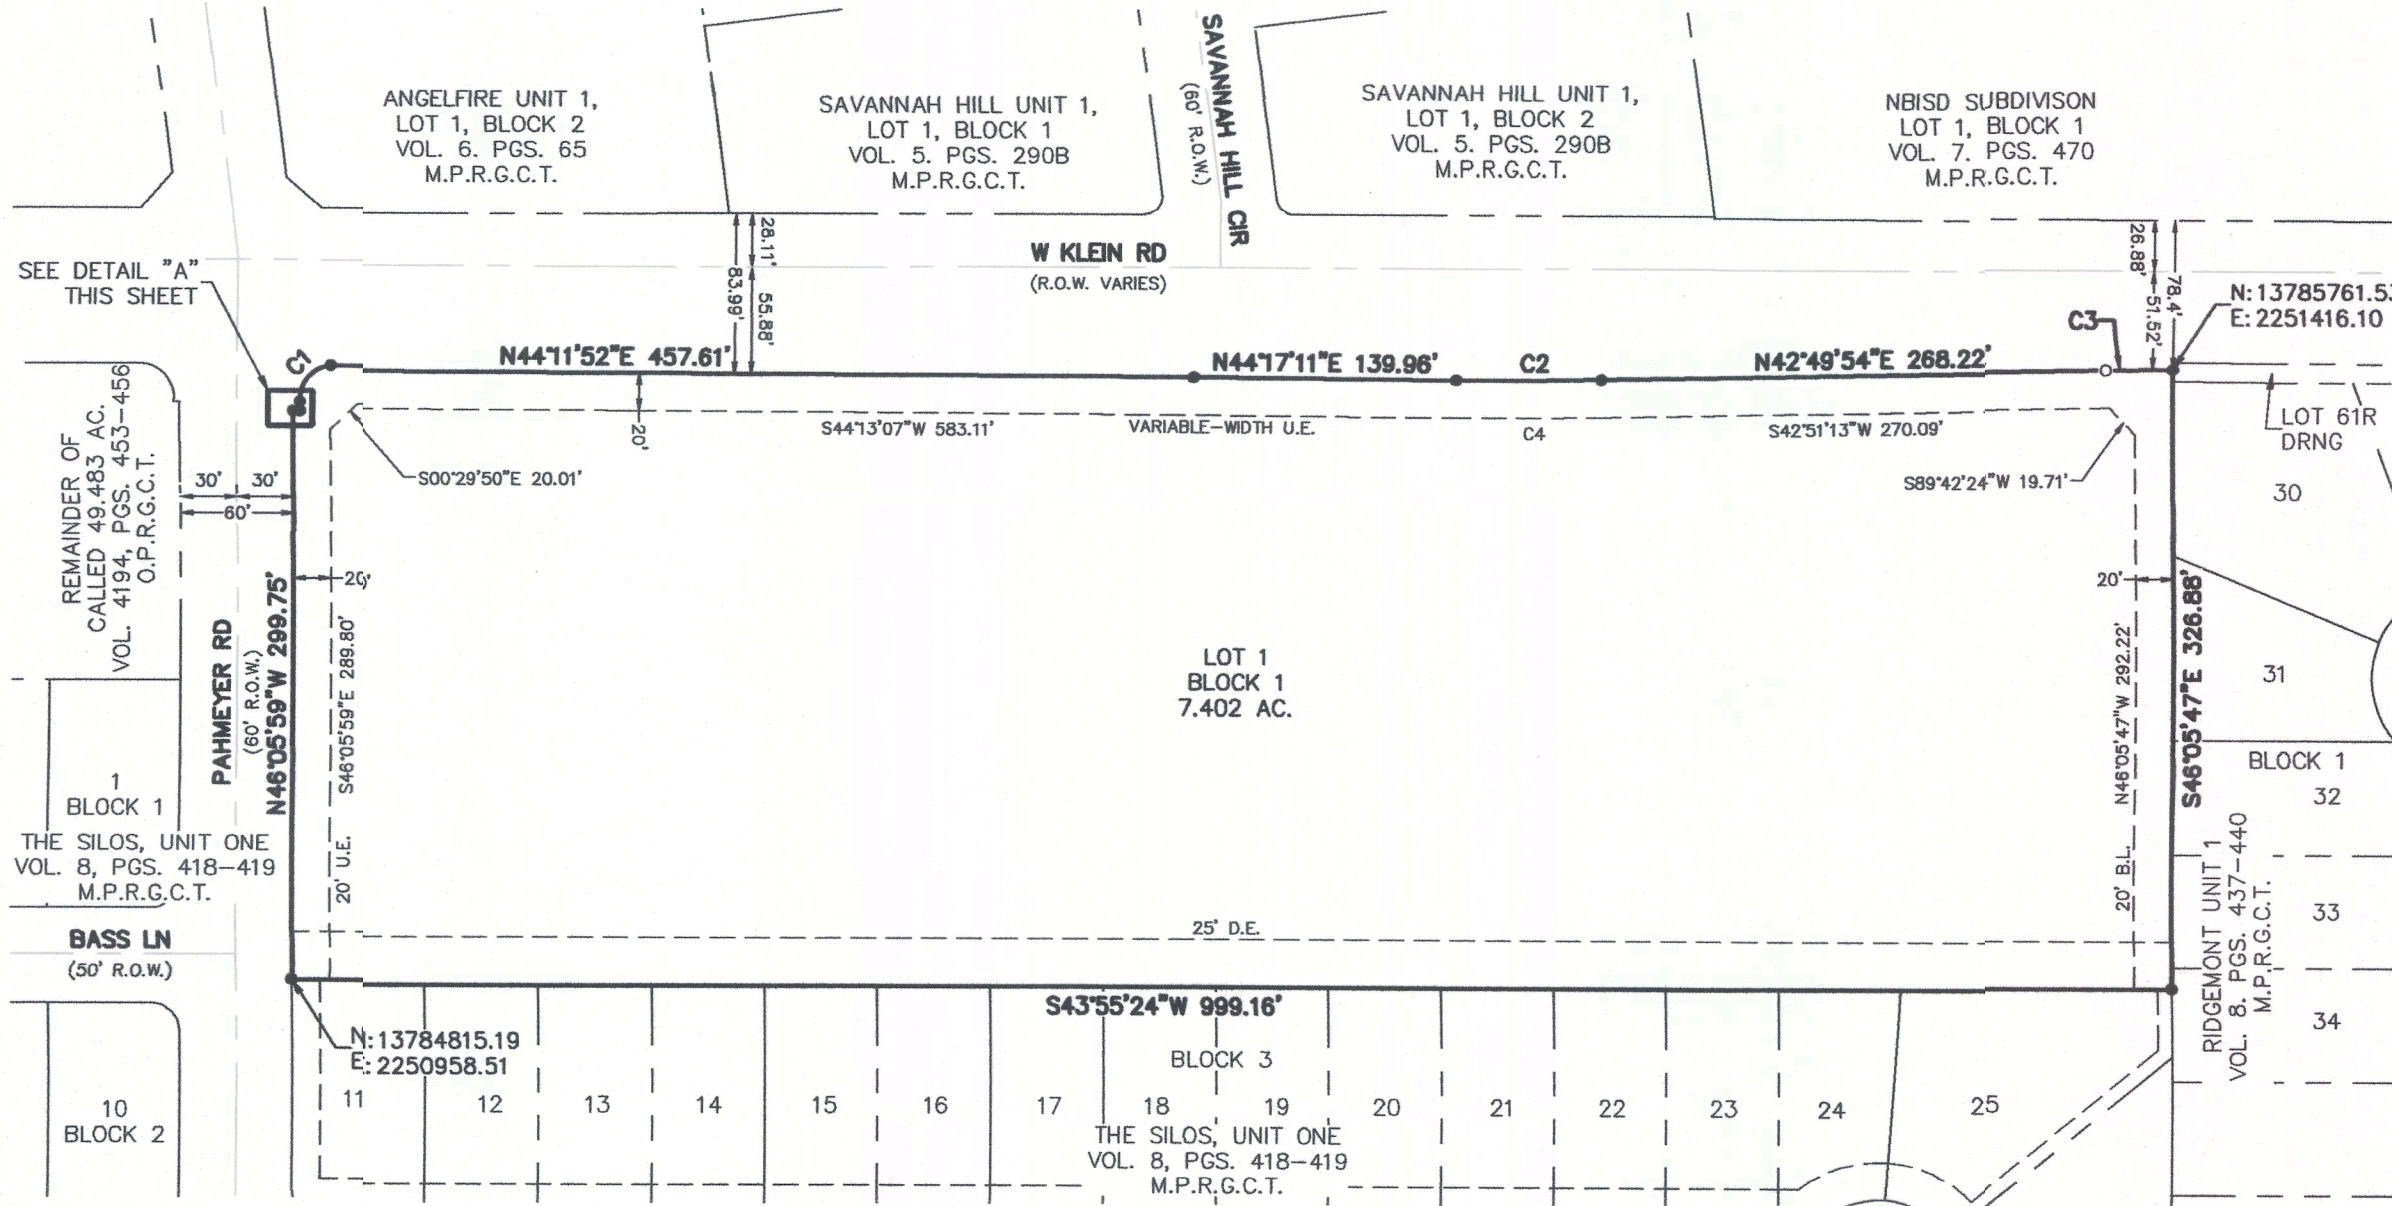 ANGELFIRE UNIT 1,
LOT 1, BLOCK 2
VOL. 6. PGS. 65
M.P.R.G.C.T.
SAVANNAH HILL UNIT 1,
LOT 1, BLOCK 1
VOL. 5. PGS. 290B
M.P.R.G.C.T.
SAVANNAH HILL CIR
(60' R.O.W.)
SAVANNAH HILL UNIT 1,
LOT 1, BLOCK 2
VOL. 5. PGS. 290B
M.P.R.G.C.T.
NBISD SUBDIVISON
LOT 1, BLOCK 1
VOL. 7. PGS. 470
M.P.R.G.C.T.
SEE DETAIL "A"
THIS SHEET
28.11'
83.99'
55.88'
W KLEIN RD
(R.O.W. VARIES)
26.88'
78.4'
51.52'
N:13785761.53
E:2251416.10
C1
N44°11'52"E 457.61'
N44°17'11"E 139.96'
C2
N42°49'54"E 268.22'
C3
20'
S44°13'07"W 583.11'
VARIABLE-WIDTH U.E.
C4
S42°51'13"W 270.09'
S00°29'50"E 20.01'
S89°42'24"W 19.71'
LOT 61R
DRNG
30
REMAINDER OF
CALLED 49.483 AC.
VOL. 4194, PGS. 453-456
O.P.R.G.C.T.
30'
30'
60'
20'
20'
PAHMEYER RD
(60' R.O.W.)
N46°05'59"W 299.75'
S46°05'59"E 289.80'
20' U.E.
LOT 1
BLOCK 1
7.402 AC.
N46°05'47"W 292.22'
20' B.L.
S46°05'47"E 326.88'
31
BLOCK 1
32
33
34
RIDGEMONT UNIT 1
VOL. 8. PGS. 437-440
M.P.R.G.C.T.
1
BLOCK 1
THE SILOS, UNIT ONE
VOL. 8, PGS. 418-419
M.P.R.G.C.T.
BASS LN
(50' R.O.W.)
25' D.E.
S43°55'24"W 999.16'
N:13784815.19
E:2250958.51
10
BLOCK 2
BLOCK 3
11
12
13
14
15
16
17
18
19
20
21
22
23
24
25
THE SILOS, UNIT ONE
VOL. 8, PGS. 418-419
M.P.R.G.C.T.